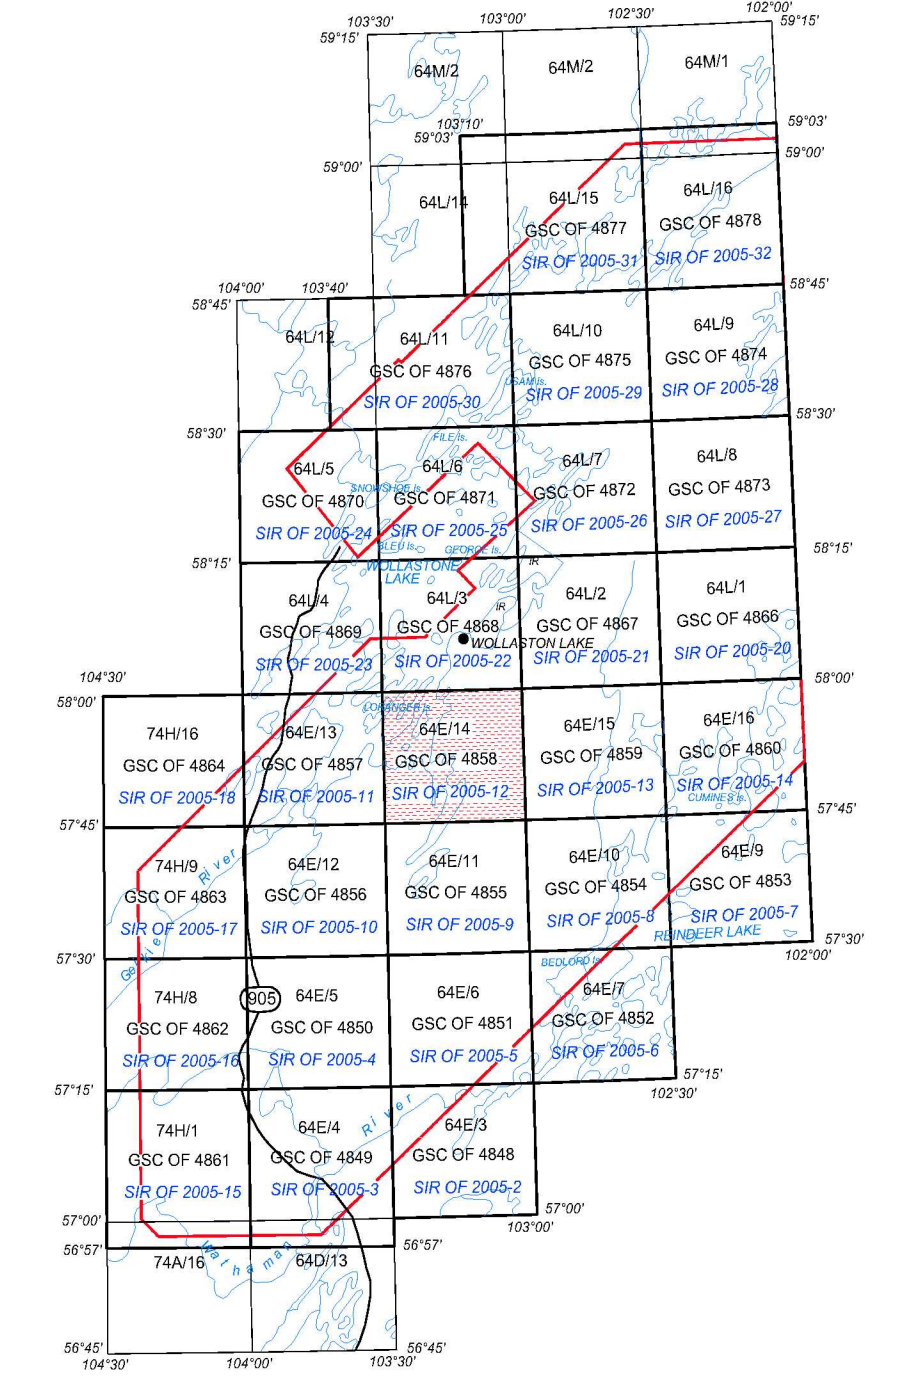 103°30'
103°00'
102°30'
102°00'
59°15'
59°15'
64M/2
64M/2
64M/1
103°10'
59°03'
59°03'
59°00'
59°00'
64L/14
64L/15
GSC OF 4877
SIR OF 2005-31
64L/16
GSC OF 4878
SIR OF 2005-32
104°00'
103°40'
58°45'
58°45'
64L/12
64L/11
GSC OF 4876
SIR OF 2005-30
64L/10
GSC OF 4875
USAM Is.
SIR OF 2005-29
64L/9
GSC OF 4874
SIR OF 2005-28
58°30'
58°30'
64L/5
GSC OF 4870
SIR OF 2005-24
FILE Is.
64L/6
SNOWSHOE Is.
GSC OF 4871
SIR OF 2005-25
BLEU Is.
GEORGE Is.
64L/7
GSC OF 4872
SIR OF 2005-26
64L/8
GSC OF 4873
SIR OF 2005-27
58°15'
58°15'
WOLLASTONE
LAKE
IR
64L/4
GSC OF 4869
SIR OF 2005-23
64L/3
IR
GSC OF 4868
WOLLASTON LAKE
SIR OF 2005-22
64L/2
GSC OF 4867
SIR OF 2005-21
64L/1
GSC OF 4866
SIR OF 2005-20
104°30'
58°00'
58°00'
74H/16
GSC OF 4864
SIR OF 2005-18
64E/13
GSC OF 4857
SIR OF 2005-11
LORANGER Is.
64E/14
GSC OF 4858
SIR OF 2005-12
64E/15
GSC OF 4859
SIR OF 2005-13
64E/16
GSC OF 4860
SIR OF 2005-14
CUMINES Is.
57°45'
57°45'
74H/9
GSC OF 4863
SIR OF 2005-17
River
64E/12
GSC OF 4856
SIR OF 2005-10
64E/11
GSC OF 4855
SIR OF 2005-9
64E/10
GSC OF 4854
SIR OF 2005-8
64E/9
GSC OF 4853
SIR OF 2005-7
REINDEER LAKE
57°30'
57°30'
102°00'
BEDLORD Is.
74H/8
GSC OF 4862
SIR OF 2005-16
905
64E/5
GSC OF 4850
SIR OF 2005-4
64E/6
GSC OF 4851
SIR OF 2005-5
64E/7
GSC OF 4852
SIR OF 2005-6
57°15'
57°15'
102°30'
74H/1
GSC OF 4861
SIR OF 2005-15
River
64E/4
GSC OF 4849
SIR OF 2005-3
64E/3
GSC OF 4848
SIR OF 2005-2
57°00'
57°00'
103°00'
56°57'
56°57'
Wathaman
74A/16
64D/13
56°45'
56°45'
104°30'
104°00'
103°30'